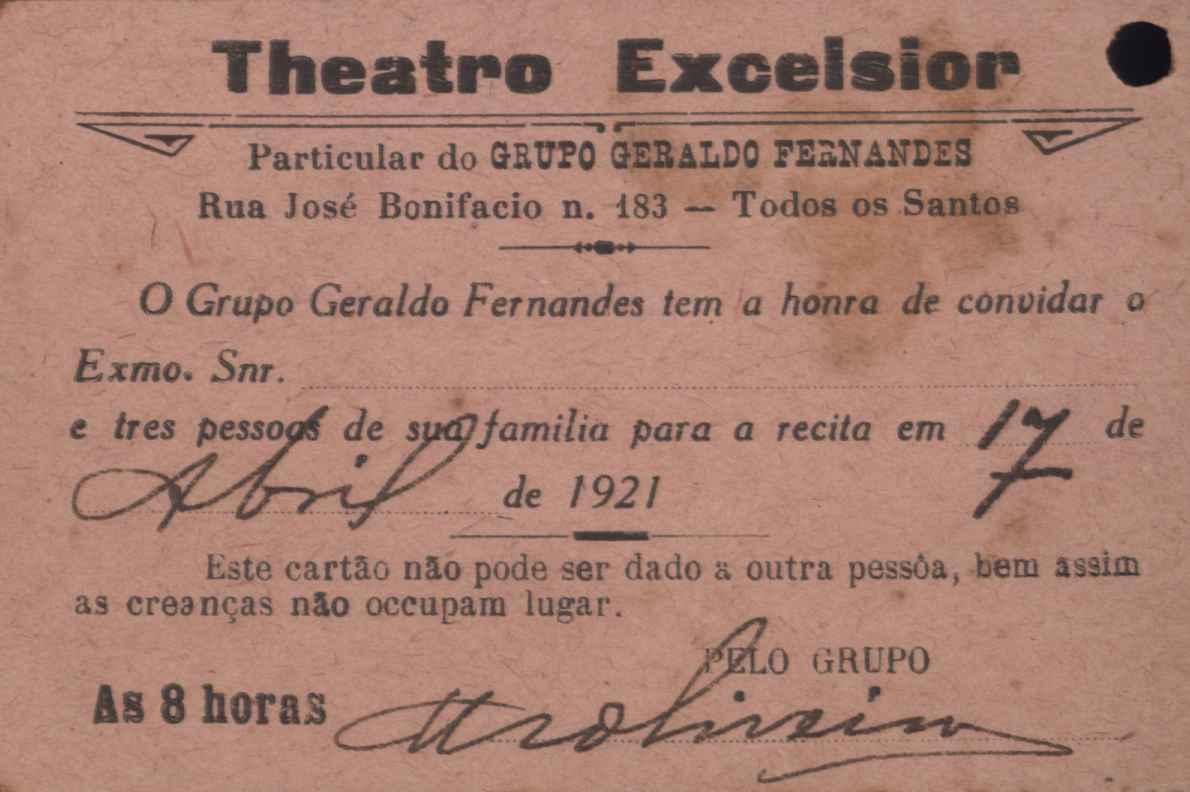 Theatro Excelsior
Particular do GRUPO GERALDO FERNANDES
Rua José Bonifacio n. 183 — Todos os Santos
O Grupo Geraldo Fernandes tem a honra de convidar o
Exmo. Snr.
e tres pessoas de sua familia para a recita em 17 de
Abril de 1921
Este cartão não pode ser dado a outra pessôa, bem assim
as creanças não occupam lugar.
PELO GRUPO
As 8 horas